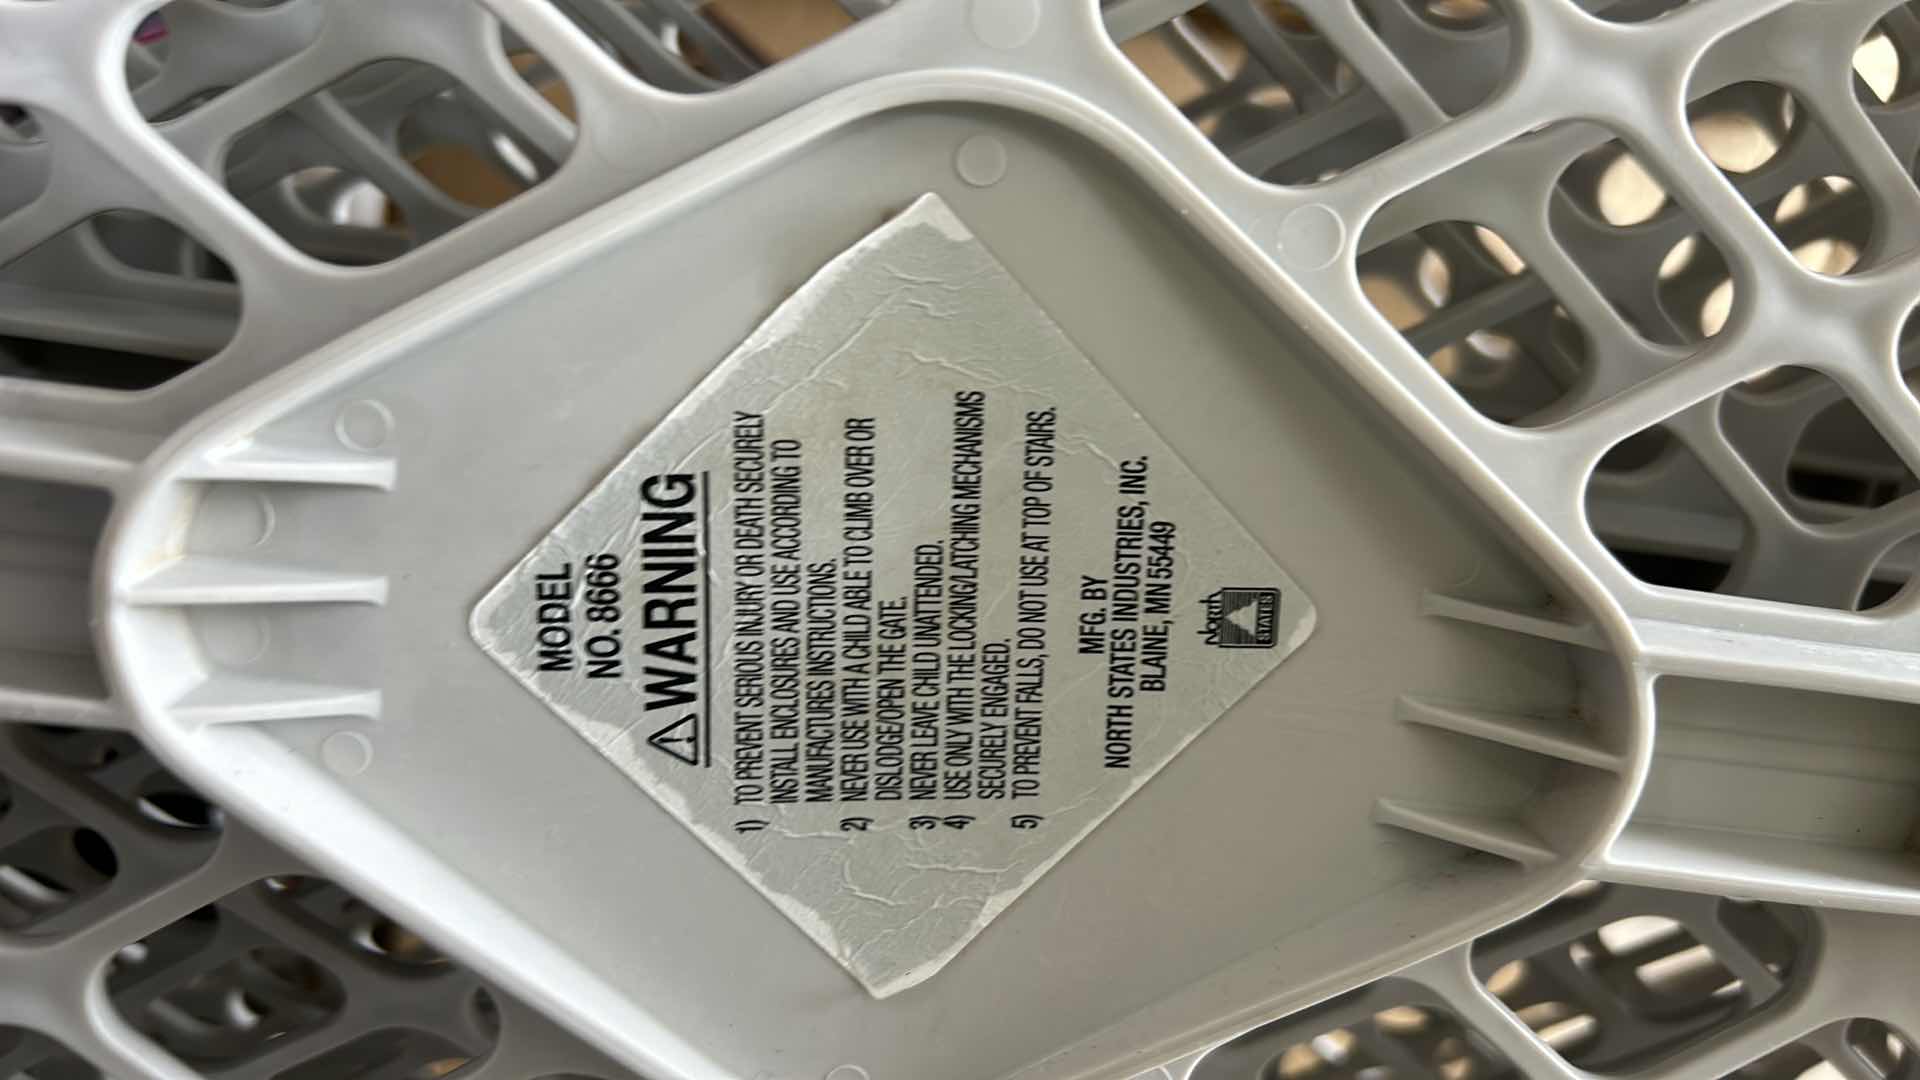 MODEL
NO. 8666
⚠WARNING
1) TO PREVENT SERIOUS INJURY OR DEATH SECURELY
INSTALL ENCLOSURES AND USE ACCORDING TO
MANUFACTURES INSTRUCTIONS.
2) NEVER USE WITH A CHILD ABLE TO CLIMB OVER OR
DISLODGE/OPEN THE GATE.
3) NEVER LEAVE CHILD UNATTENDED.
4) USE ONLY WITH THE LOCKING/LATCHING MECHANISMS
SECURELY ENGAGED.
5) TO PREVENT FALLS, DO NOT USE AT TOP OF STAIRS.
MFG. BY
NORTH STATES INDUSTRIES, INC.
BLAINE, MN 55449
North
STATES